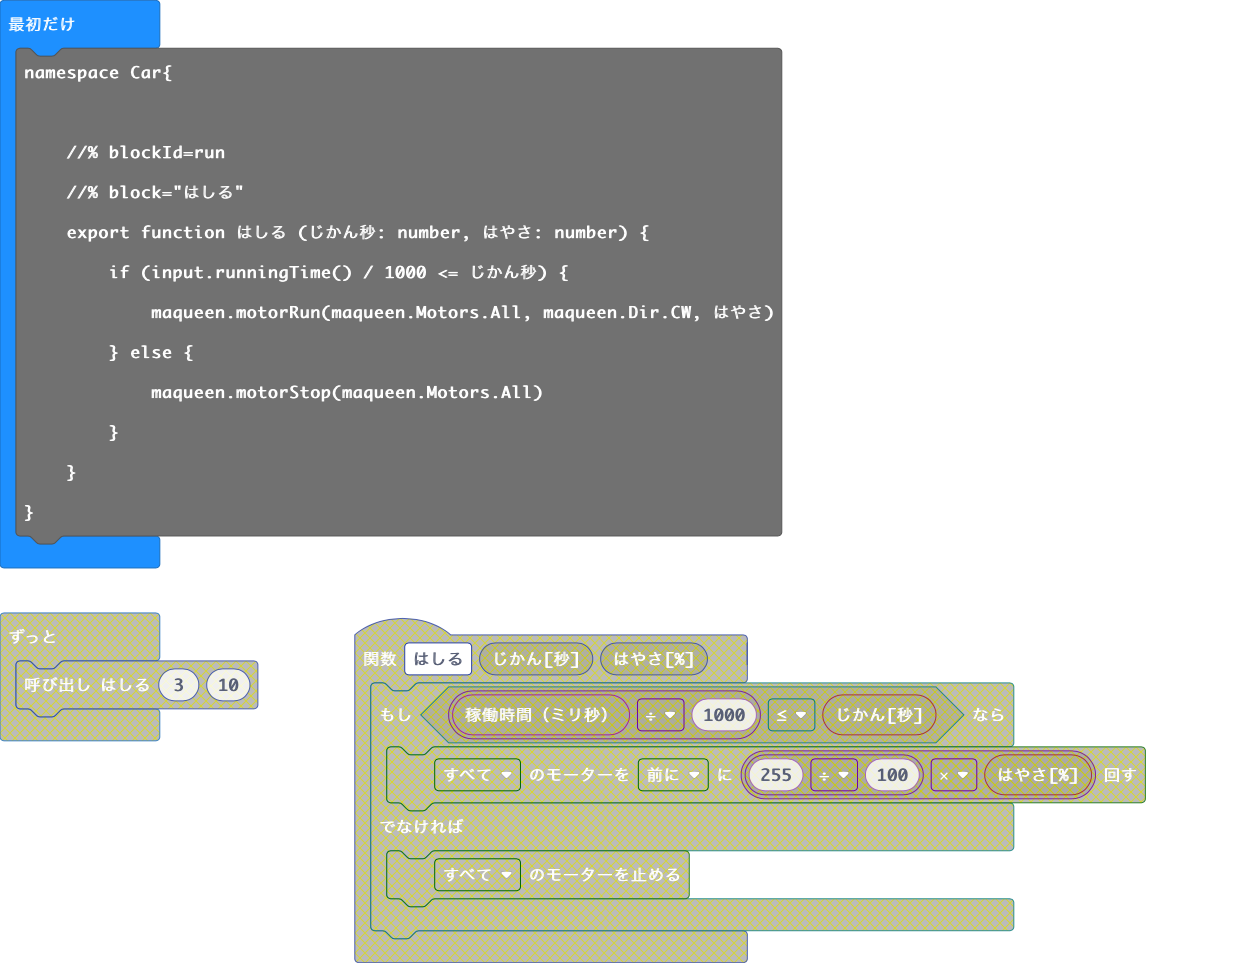 最初だけ
namespace Car{
//% blockId=run
//% block="はしる"
export function はしる (じかん秒: number, はやさ: number) {
if (input.runningTime() / 1000 <= じかん秒) {
maqueen.motorRun(maqueen.Motors.All, maqueen.Dir.CW, はやさ)
} else {
maqueen.motorStop(maqueen.Motors.All)
}
}
}
ずっと
呼び出し はしる 3 10
関数 はしる じかん[秒] はやさ[%]
もし 稼働時間（ミリ秒） ÷ 1000 ≤ じかん[秒] なら
すべて のモーターを 前に に 255 ÷ 100 × はやさ[%] 回す
でなければ
すべて のモーターを止める